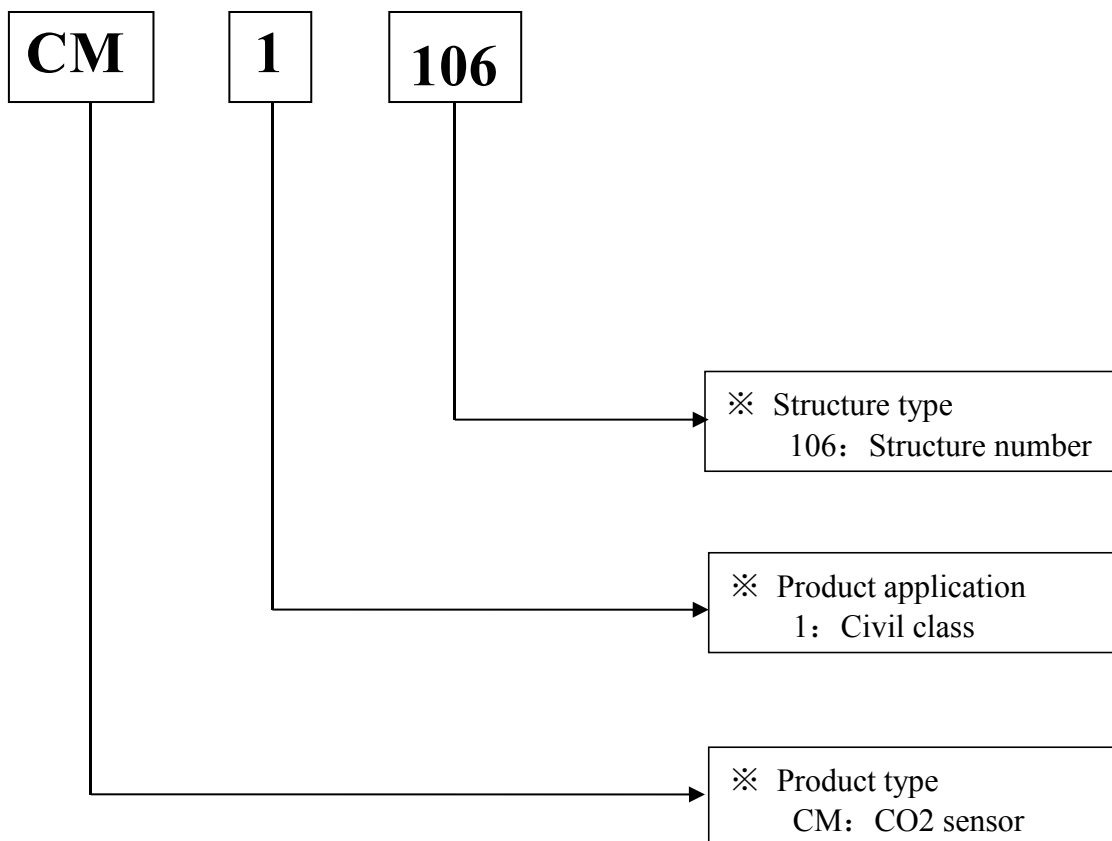 CM 1 106
※ Structure type
106：Structure number
※ Product application
1：Civil class
※ Product type
CM：CO2 sensor